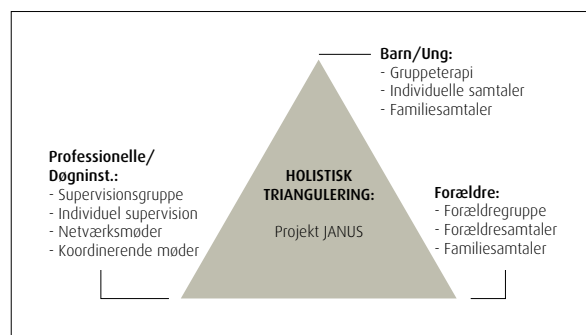 Barn/Ung:
- Gruppeterapi
- Individuelle samtaler
- Familiesamtaler
Professionelle/
Døgninst.:
- Supervisionsgruppe
- Individuel supervision
- Netværksmøder
- Koordinerende møder
HOLISTISK
TRIANGULERING:
Projekt JANUS
Forældre:
- Forældregruppe
- Forældresamtaler
- Familiesamtaler